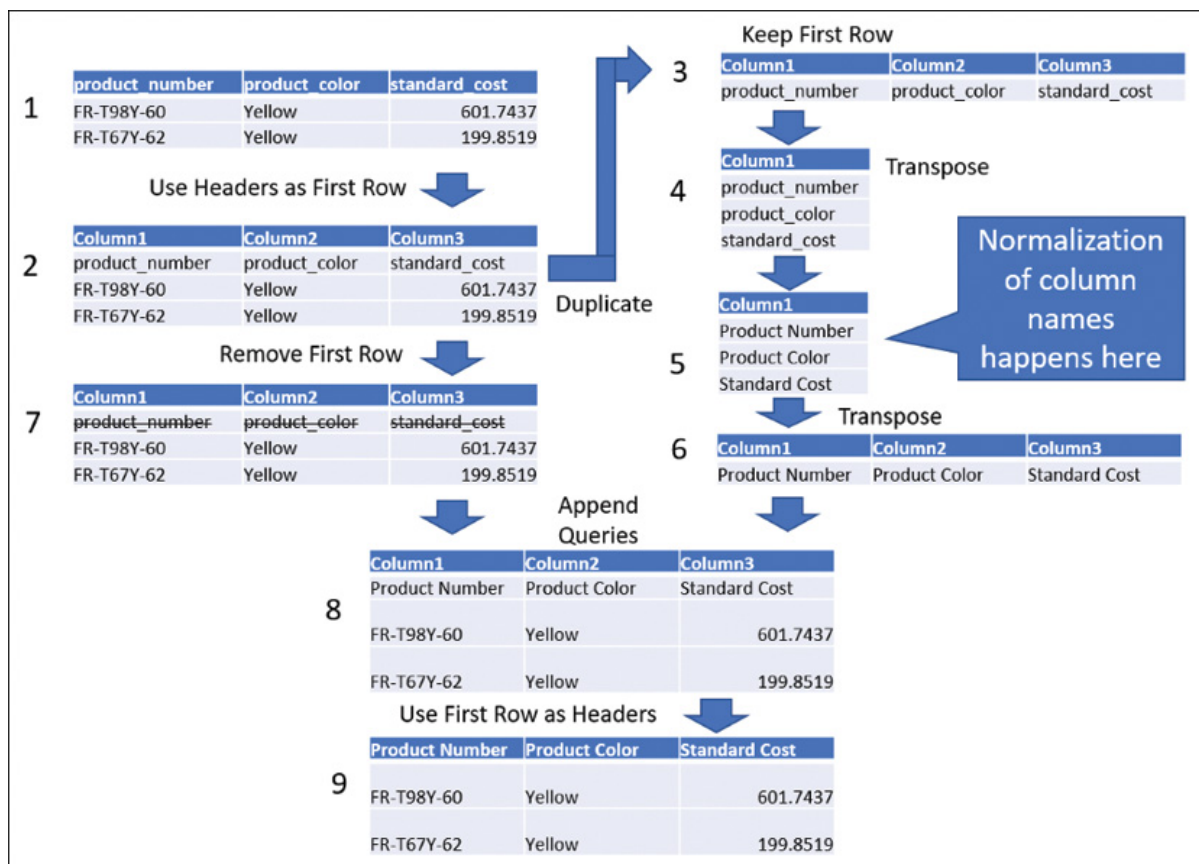 1
product_number product_color standard_cost
FR-T98Y-60 Yellow 601.7437
FR-T67Y-62 Yellow 199.8519
Use Headers as First Row
2
Column1 Column2 Column3
product_number product_color standard_cost
FR-T98Y-60 Yellow 601.7437
FR-T67Y-62 Yellow 199.8519
Duplicate
Keep First Row
3
Column1 Column2 Column3
product_number product_color standard_cost
4
Column1
product_number
product_color
standard_cost
Transpose
5
Column1
Product Number
Product Color
Standard Cost
Normalization
of column
names
happens here
Transpose
6
Column1 Column2 Column3
Product Number Product Color Standard Cost
Remove First Row
7
Column1 Column2 Column3
product_number product_color standard_cost
FR-T98Y-60 Yellow 601.7437
FR-T67Y-62 Yellow 199.8519
Append
Queries
8
Column1 Column2 Column3
Product Number Product Color Standard Cost
FR-T98Y-60 Yellow 601.7437
FR-T67Y-62 Yellow 199.8519
Use First Row as Headers
9
Product Number Product Color Standard Cost
FR-T98Y-60 Yellow 601.7437
FR-T67Y-62 Yellow 199.8519